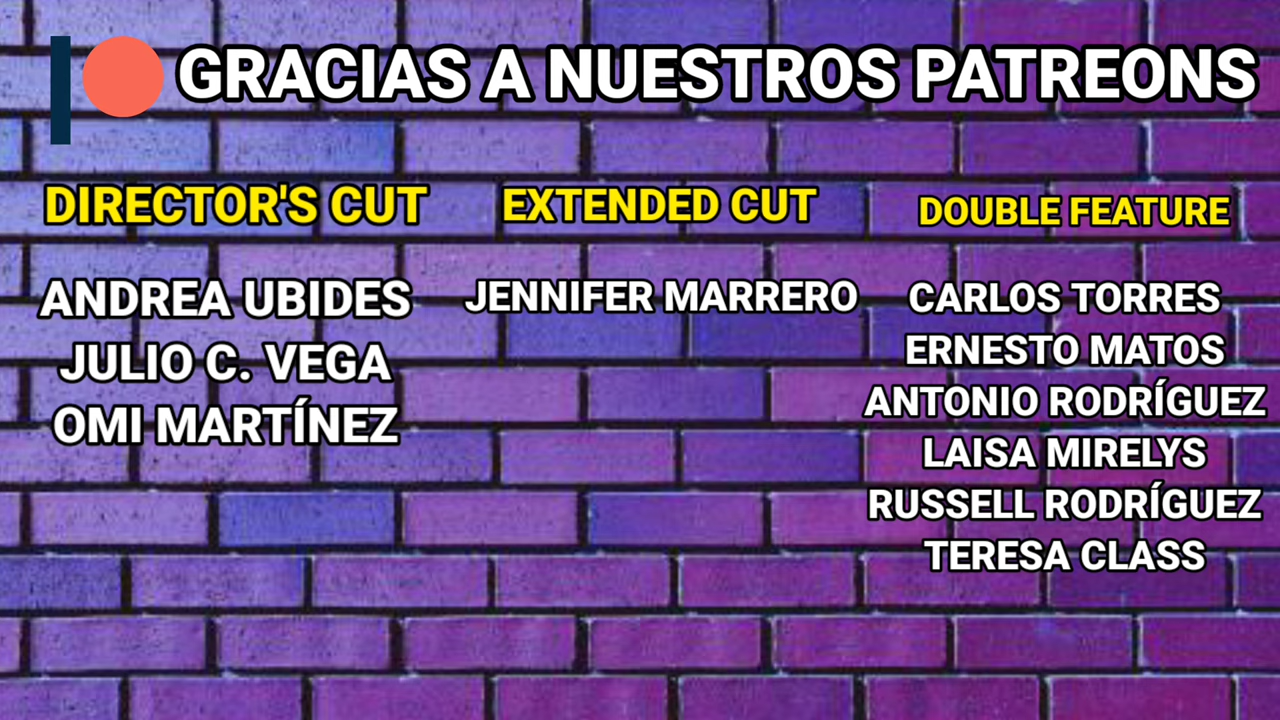 GRACIAS A NUESTROS PATREONS
DIRECTOR'S CUT
ANDREA UBIDES
JULIO C. VEGA
OMI MARTÍNEZ
EXTENDED CUT
JENNIFER MARRERO
DOUBLE FEATURE
CARLOS TORRES
ERNESTO MATOS
ANTONIO RODRÍGUEZ
LAISA MIRELYS
RUSSELL RODRÍGUEZ
TERESA CLASS